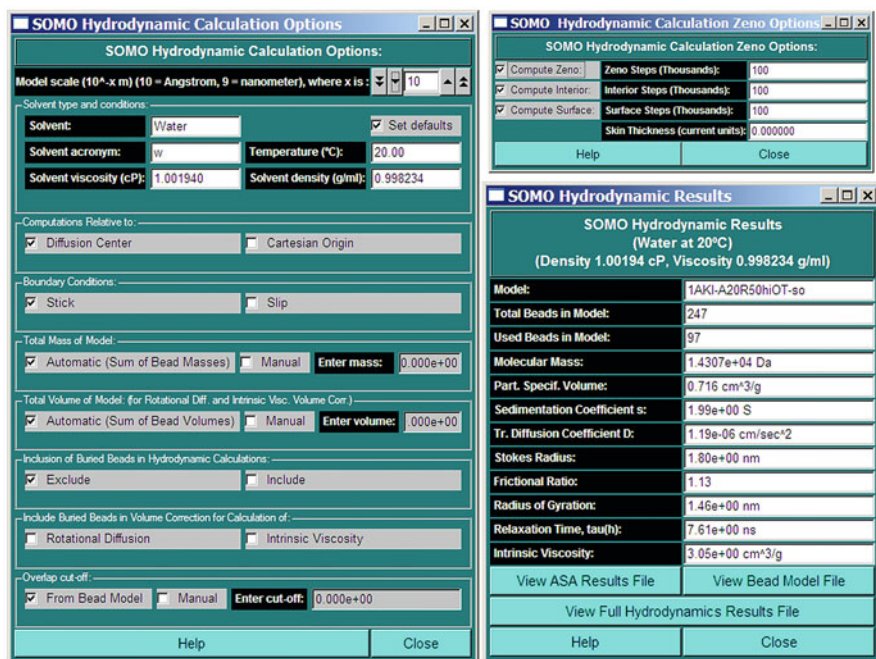 SOMO Hydrodynamic Calculation Options
SOMO Hydrodynamic Calculation Options:
Model scale (10^-x m) (10 = Angstrom, 9 = nanometer), where x is : 10
Solvent type and conditions:
Solvent: Water Set defaults
Solvent acronym: w Temperature (ºC): 20.00
Solvent viscosity (cP): 1.001940 Solvent density (g/ml): 0.998234
Computations Relative to:
Diffusion Center Cartesian Origin
Boundary Conditions:
Stick Slip
Total Mass of Model:
Automatic (Sum of Bead Masses) Manual Enter mass: 0.000e+00
Total Volume of Model: (for Rotational Diff. and Intrinsic Visc. Volume Corr.)
Automatic (Sum of Bead Volumes) Manual Enter volume: .000e+00
Inclusion of Buried Beads in Hydrodynamic Calculations:
Exclude Include
Include Buried Beads in Volume Correction for Calculation of:
Rotational Diffusion Intrinsic Viscosity
Overlap cut-off:
From Bead Model Manual Enter cut-off: 0.000e+00
Help Close
SOMO Hydrodynamic Calculation Zeno Options
SOMO Hydrodynamic Calculation Zeno Options:
Compute Zeno: Zeno Steps (Thousands): 100
Compute Interior: Interior Steps (Thousands): 100
Compute Surface: Surface Steps (Thousands): 100
Skin Thickness (current units): 0.000000
Help Close
SOMO Hydrodynamic Results
SOMO Hydrodynamic Results
(Water at 20ºC)
(Density 1.00194 cP, Viscosity 0.998234 g/ml)
Model: 1AKI-A20R50hiOT-so
Total Beads in Model: 247
Used Beads in Model: 97
Molecular Mass: 1.4307e+04 Da
Part. Specif. Volume: 0.716 cm^3/g
Sedimentation Coefficient s: 1.99e+00 S
Tr. Diffusion Coefficient D: 1.19e-06 cm/sec^2
Stokes Radius: 1.80e+00 nm
Frictional Ratio: 1.13
Radius of Gyration: 1.46e+00 nm
Relaxation Time, tau(h): 7.61e+00 ns
Intrinsic Viscosity: 3.05e+00 cm^3/g
View ASA Results File View Bead Model File
View Full Hydrodynamics Results File
Help Close